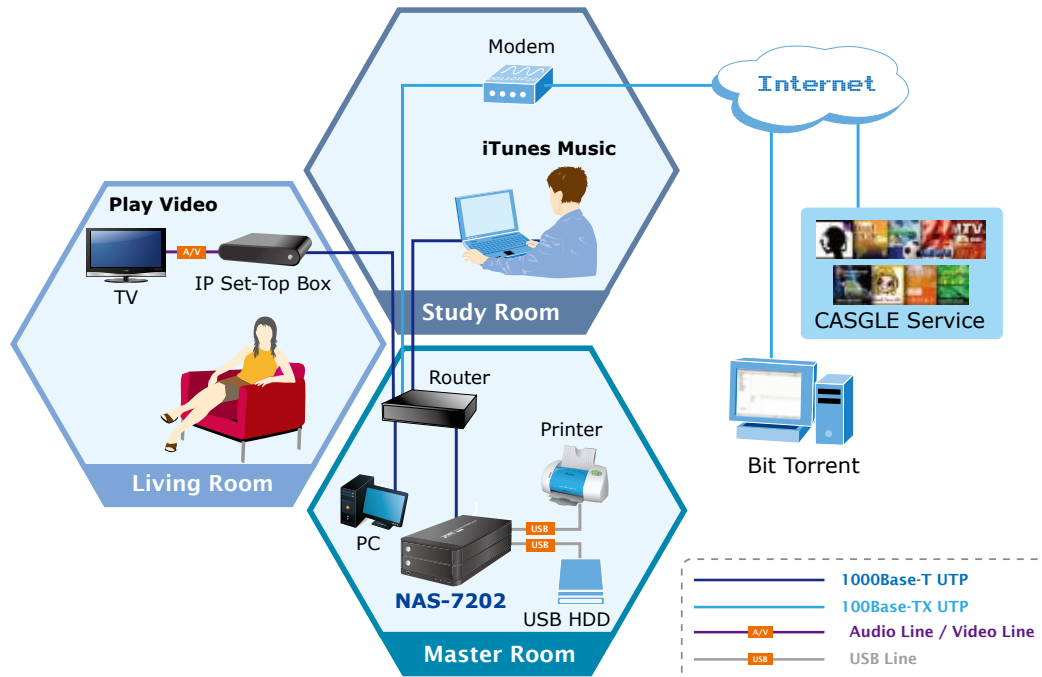 Modem
Internet
iTunes Music
Play Video
A/V
TV
IP Set-Top Box
Study Room
MTV
CASGLE Service
Router
Printer
Living Room
Bit Torrent
PC
USB
USB
NAS-7202
USB HDD
Master Room
1000Base-T UTP
100Base-TX UTP
A/V Audio Line / Video Line
USB USB Line